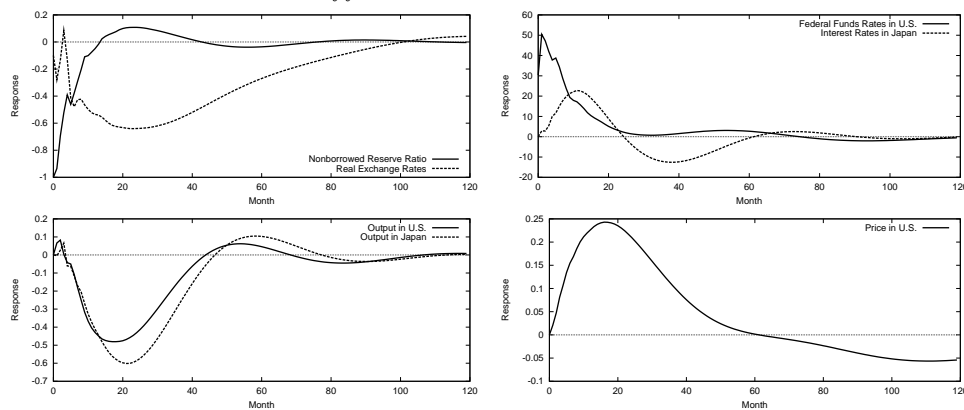 0.2
0
-0.2
-0.4
-0.6
-0.8
-1
0 20 40 60 80 100 120
Response
Month
Nonborrowed Reserve Ratio
Real Exchange Rates
60
50
40
30
20
10
0
-10
-20
0 20 40 60 80 100 120
Response
Month
Federal Funds Rates in U.S.
Interest Rates in Japan
0.2
0.1
0
-0.1
-0.2
-0.3
-0.4
-0.5
-0.6
-0.7
0 20 40 60 80 100 120
Response
Month
Output in U.S.
Output in Japan
0.25
0.2
0.15
0.1
0.05
0
-0.05
-0.1
0 20 40 60 80 100 120
Response
Month
Price in U.S.